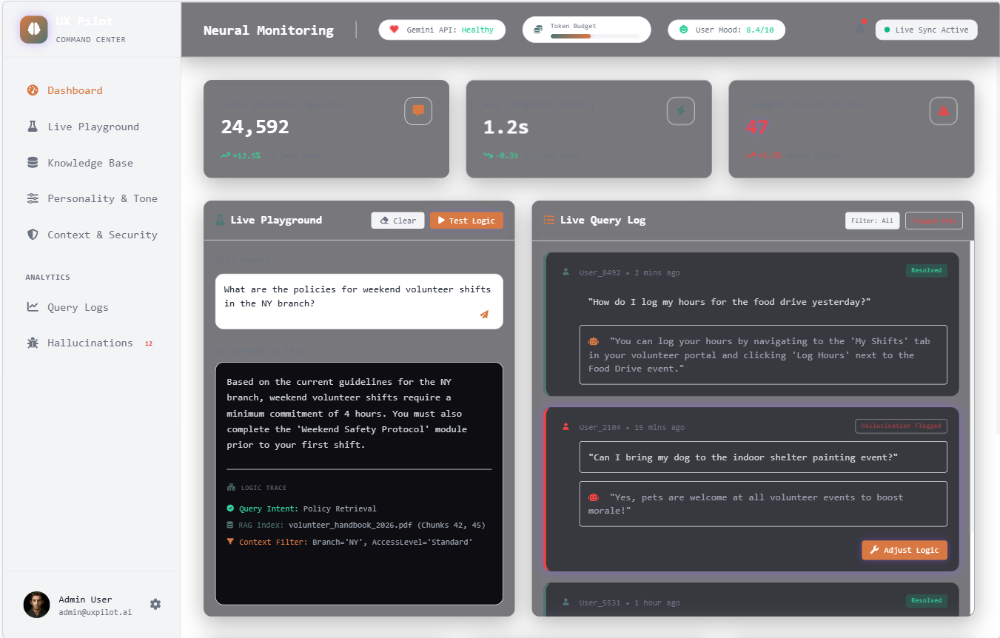 UX Pilot
COMMAND CENTER
Dashboard
Live Playground
Knowledge Base
Personality & Tone
Context & Security
ANALYTICS
Query Logs
Hallucinations 12
Admin User
admin@uxpilot.ai
Neural Monitoring
Gemini API: Healthy
Token Budget
User Mood: 8.4/10
Live Sync Active
Total Volunteer Queries
24,592
+12.5% vs last week
Avg. Response Latency
1.2s
-0.3s vs last week
Flagged Hallucinations
47
Live Playground
Clear
Test Logic
TEST PROMPT
What are the policies for weekend volunteer shifts
in the NY branch?
AI RESPONSE & TRACE
Based on the current guidelines for the NY
branch, weekend volunteer shifts require a
minimum commitment of 4 hours. You must also
complete the 'Weekend Safety Protocol' module
prior to your first shift.
LOGIC TRACE
Query Intent: Policy Retrieval
RAG Index: volunteer_handbook_2026.pdf (Chunks 42, 45)
Context Filter: Branch='NY', AccessLevel='Standard'
Live Query Log
Filter: All
Flagged Only
User_8492 • 2 mins ago
Resolved
"How do I log my hours for the food drive yesterday?"
"You can log your hours by navigating to the 'My Shifts' tab
in your volunteer portal and clicking 'Log Hours' next to the
Food Drive event."
User_2104 • 15 mins ago
Hallucination Flagged
"Can I bring my dog to the indoor shelter painting event?"
"Yes, pets are welcome at all volunteer events to boost
morale!"
Adjust Logic
User_5531 • 1 hour ago
Resolved